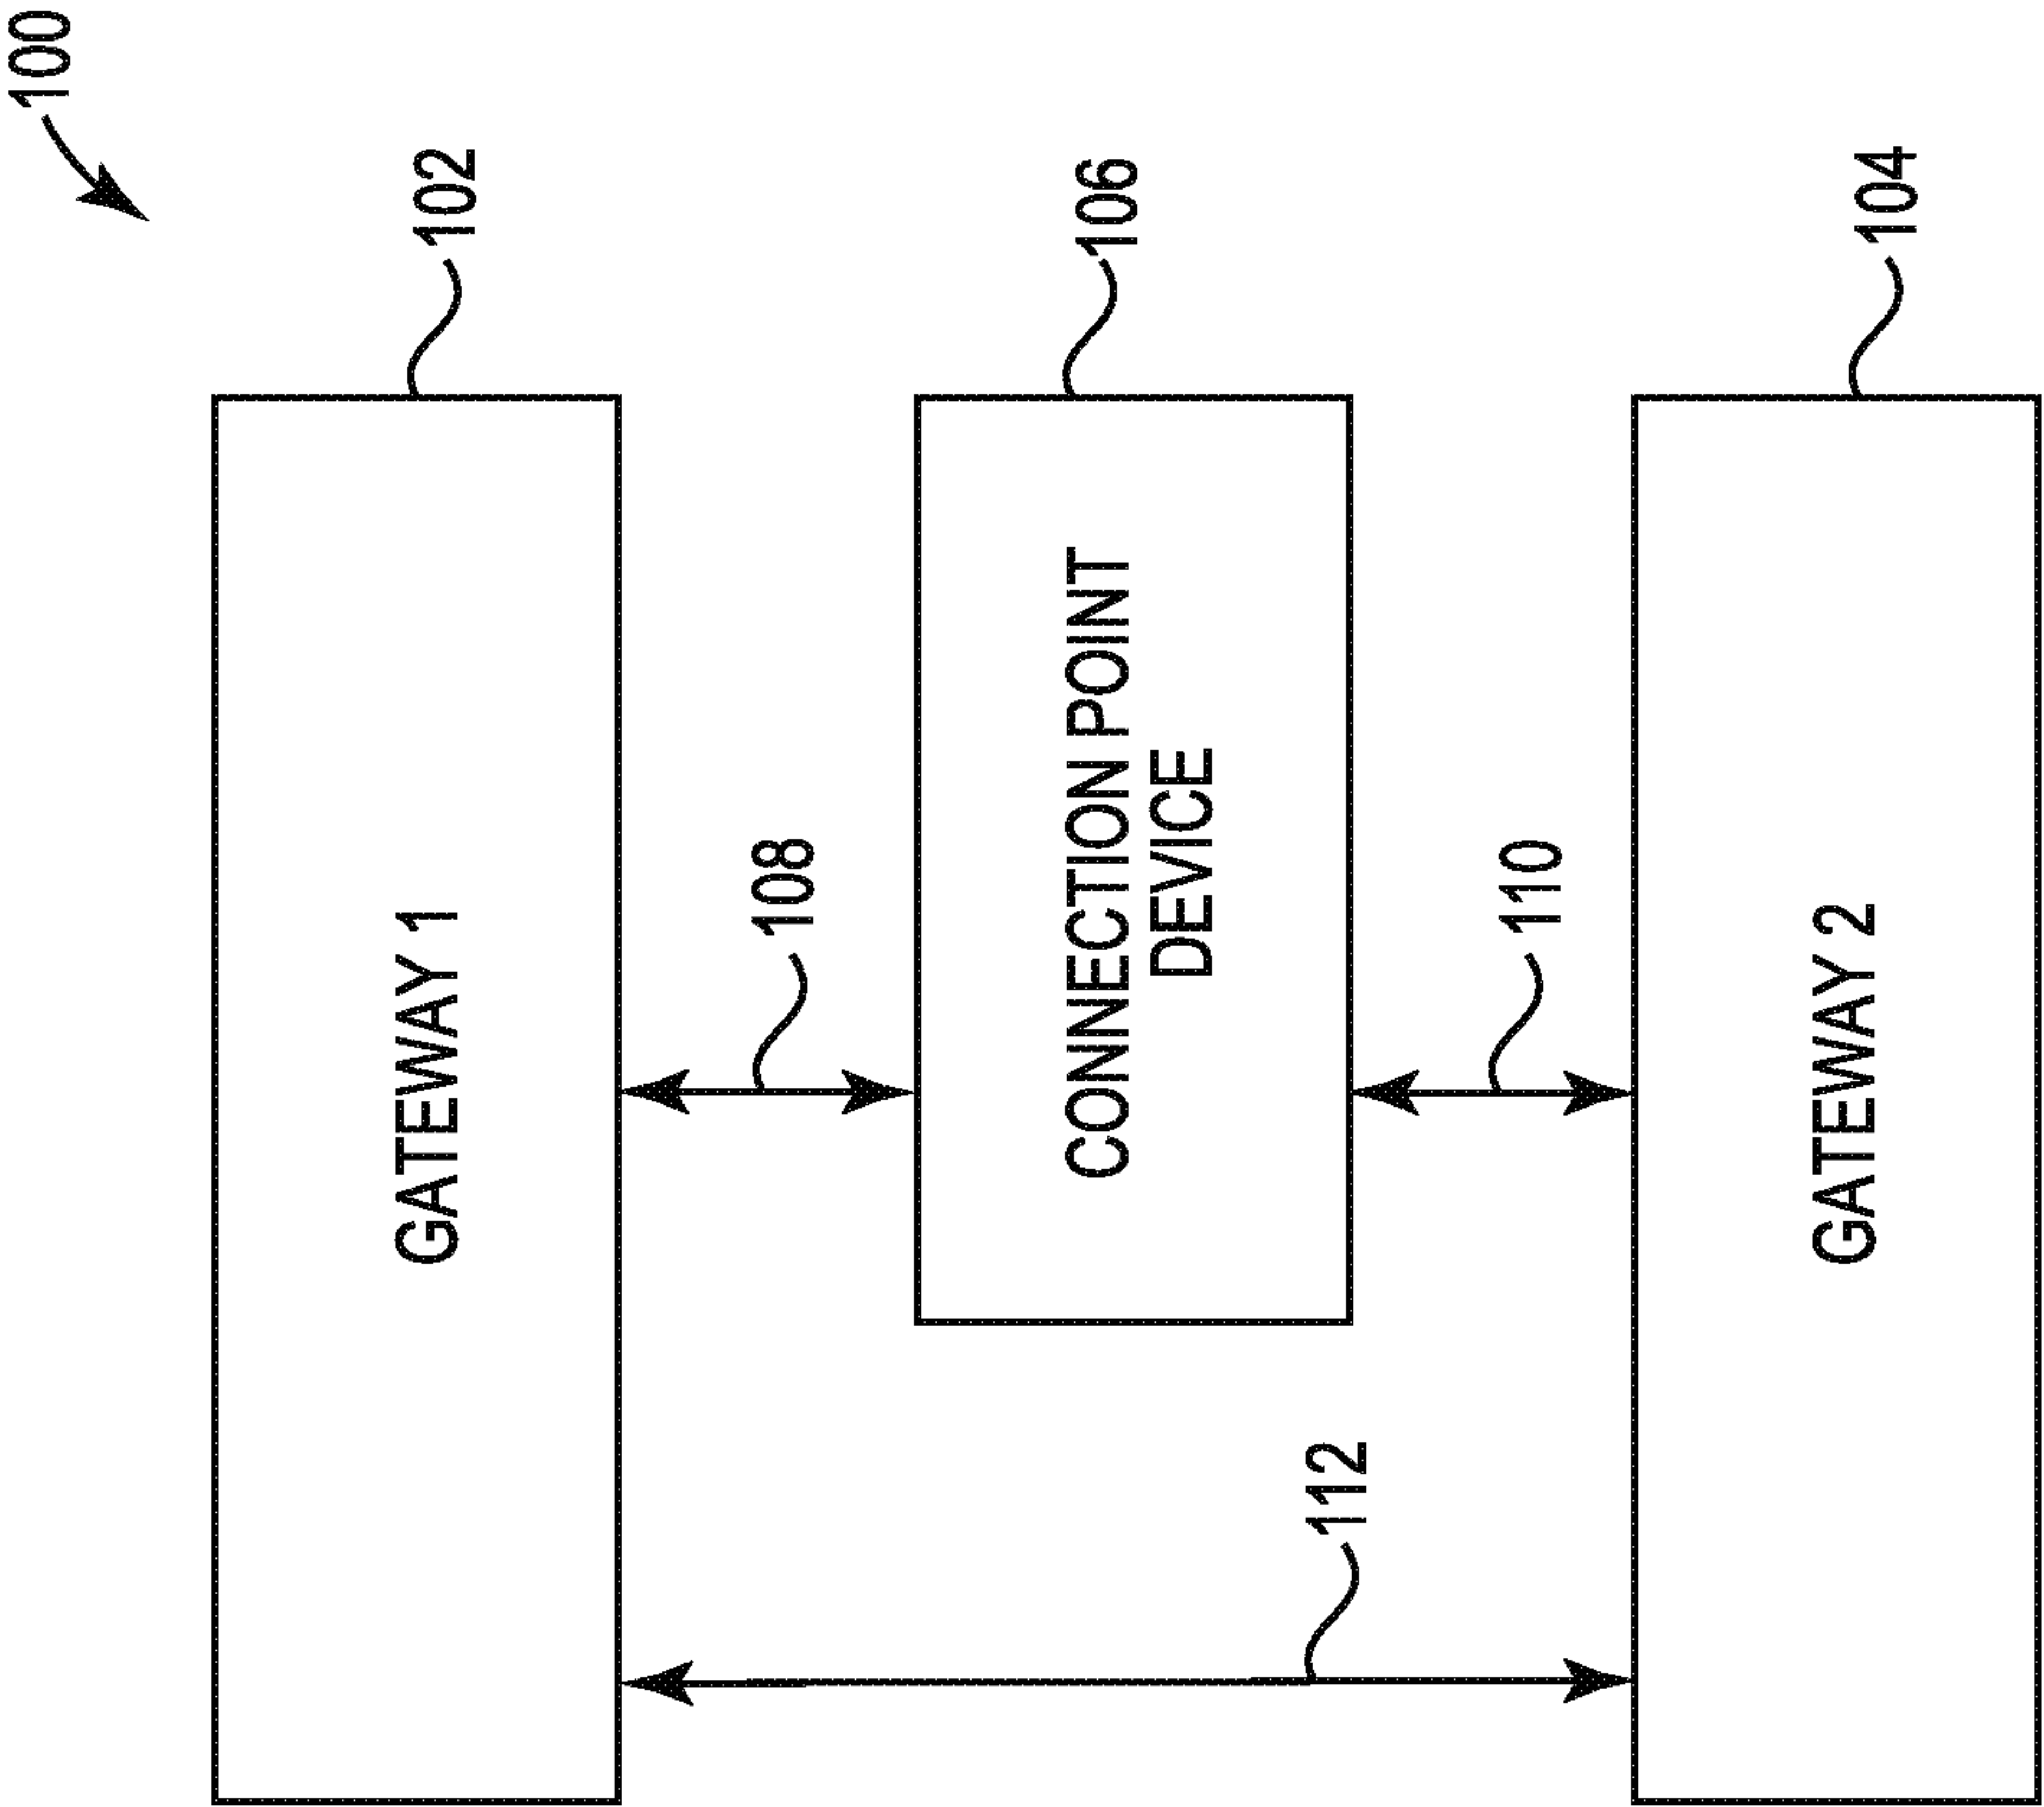 100
102
GATEWAY 1
108
106
CONNECTION POINT
DEVICE
110
112
104
GATEWAY 2